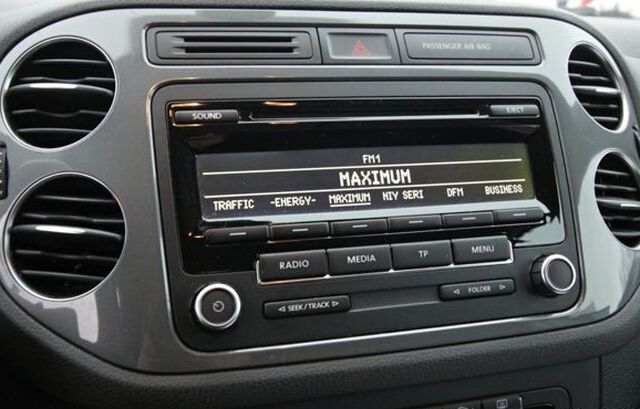 PASSENGER AIR BAG
SOUND
EJECT
FM1
MAXIMUM
TRAFFIC -ENERGY- MAXIMUM NIY SERI DFM BUSINESS
RADIO MEDIA TP MENU
SEEK / TRACK
FOLDER